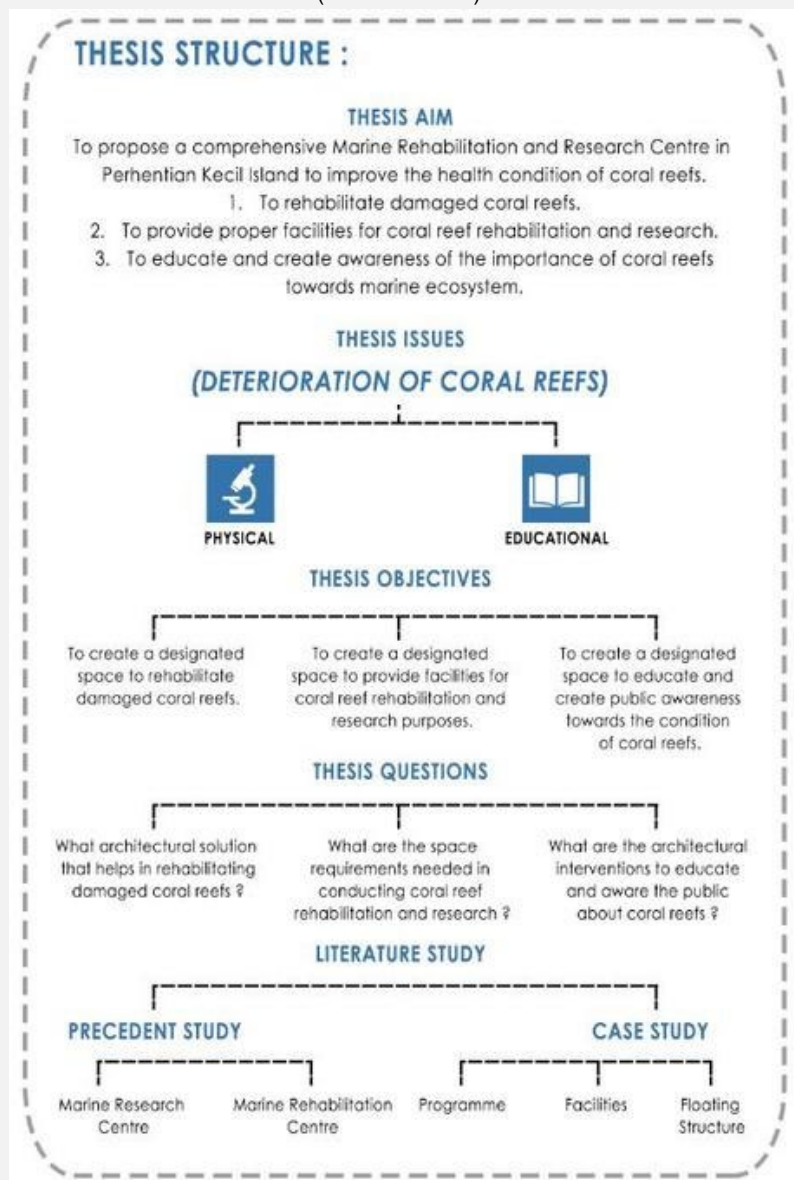 THESIS STRUCTURE :
THESIS AIM
To propose a comprehensive Marine Rehabilitation and Research Centre in
Perhentian Kecil Island to improve the health condition of coral reefs.
1. To rehabilitate damaged coral reefs.
2. To provide proper facilities for coral reef rehabilitation and research.
3. To educate and create awareness of the importance of coral reefs
towards marine ecosystem.
THESIS ISSUES
(DETERIORATION OF CORAL REEFS)
PHYSICAL
EDUCATIONAL
THESIS OBJECTIVES
To create a designated
space to rehabilitate
damaged coral reefs.
To create a designated
space to provide facilities for
coral reef rehabilitation and
research purposes.
To create a designated
space to educate and
create public awareness
towards the condition
of coral reefs.
THESIS QUESTIONS
What architectural solution
that helps in rehabilitating
damaged coral reefs ?
What are the space
requirements needed in
conducting coral reef
rehabilitation and research ?
What are the architectural
interventions to educate
and aware the public
about coral reefs ?
LITERATURE STUDY
PRECEDENT STUDY
CASE STUDY
Marine Research
Centre
Marine Rehabilitation
Centre
Programme
Facilities
Floating
Structure